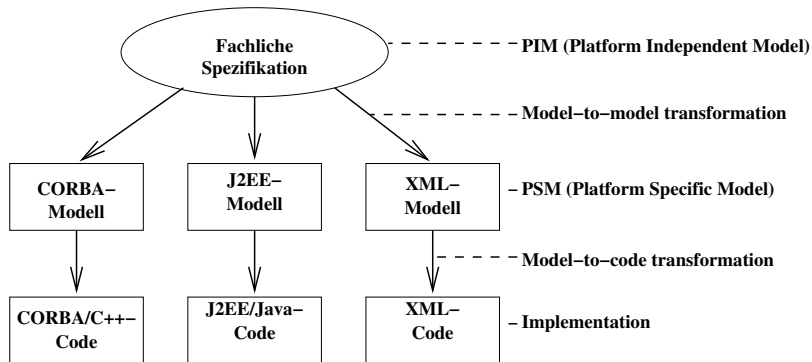 Fachliche
Spezifikation
PIM (Platform Independent Model)
Model-to-model transformation
CORBA-
Modell
J2EE-
Modell
XML-
Modell
PSM (Platform Specific Model)
Model-to-code transformation
CORBA/C++-
Code
J2EE/Java-
Code
XML-
Code
Implementation